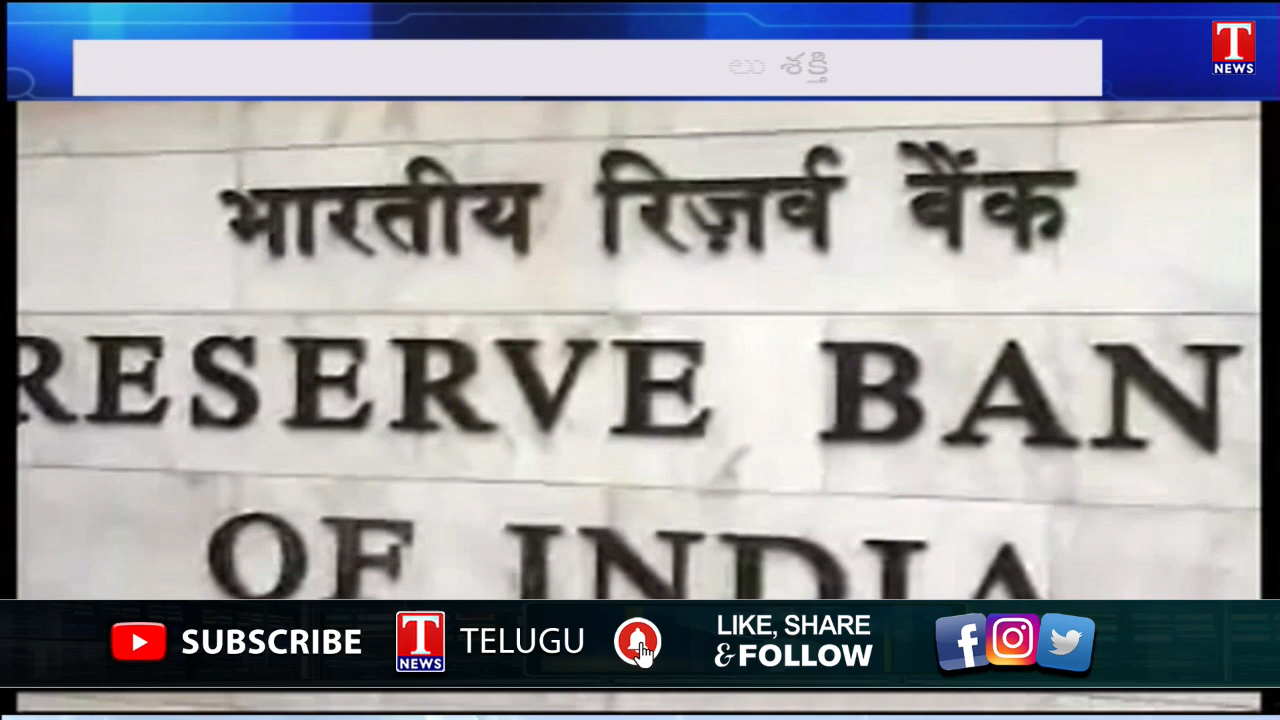 T
NEWS
శక్తి
भारतीय रिज़र्व बैंक
RESERVE BAN
OF INDIA
SUBSCRIBE
T
NEWS
TELUGU
LIKE, SHARE
& FOLLOW